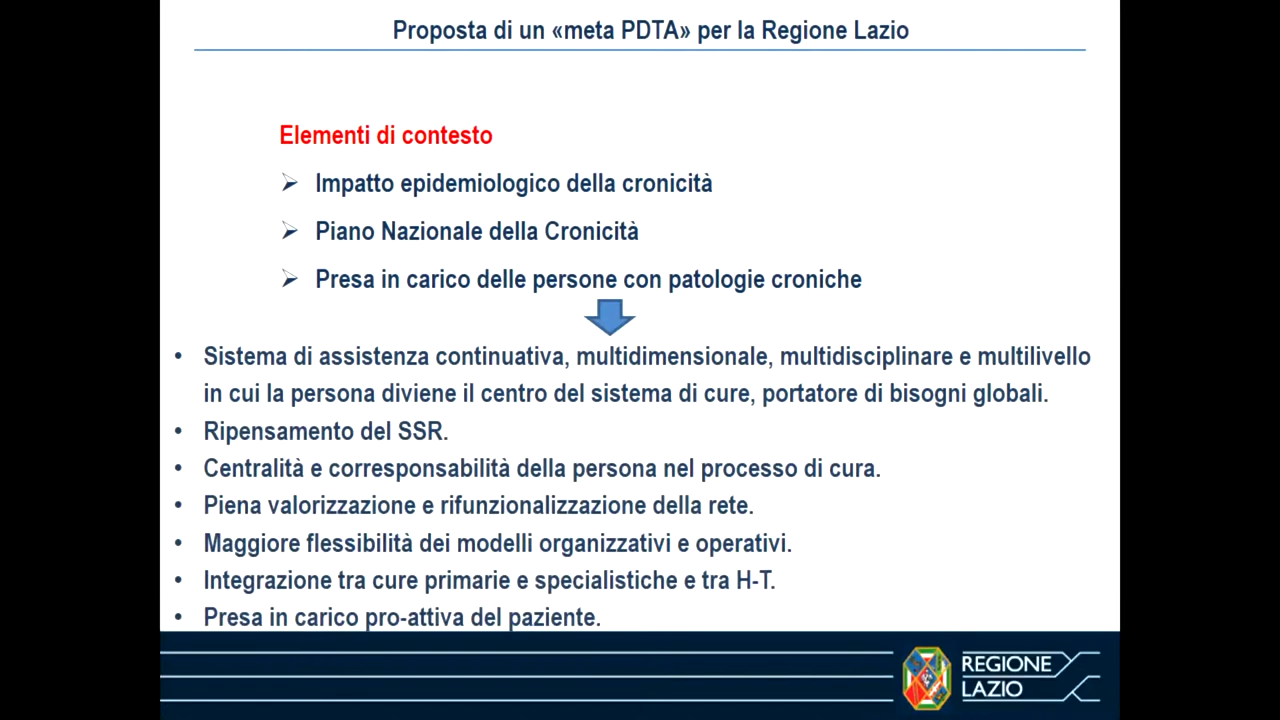 Proposta di un «meta PDTA» per la Regione Lazio
Elementi di contesto
➢ Impatto epidemiologico della cronicità
➢ Piano Nazionale della Cronicità
➢ Presa in carico delle persone con patologie croniche
• Sistema di assistenza continuativa, multidimensionale, multidisciplinare e multilivello
in cui la persona diviene il centro del sistema di cure, portatore di bisogni globali.
• Ripensamento del SSR.
• Centralità e corresponsabilità della persona nel processo di cura.
• Piena valorizzazione e rifunzionalizzazione della rete.
• Maggiore flessibilità dei modelli organizzativi e operativi.
• Integrazione tra cure primarie e specialistiche e tra H-T.
• Presa in carico pro-attiva del paziente.
REGIONE
LAZIO